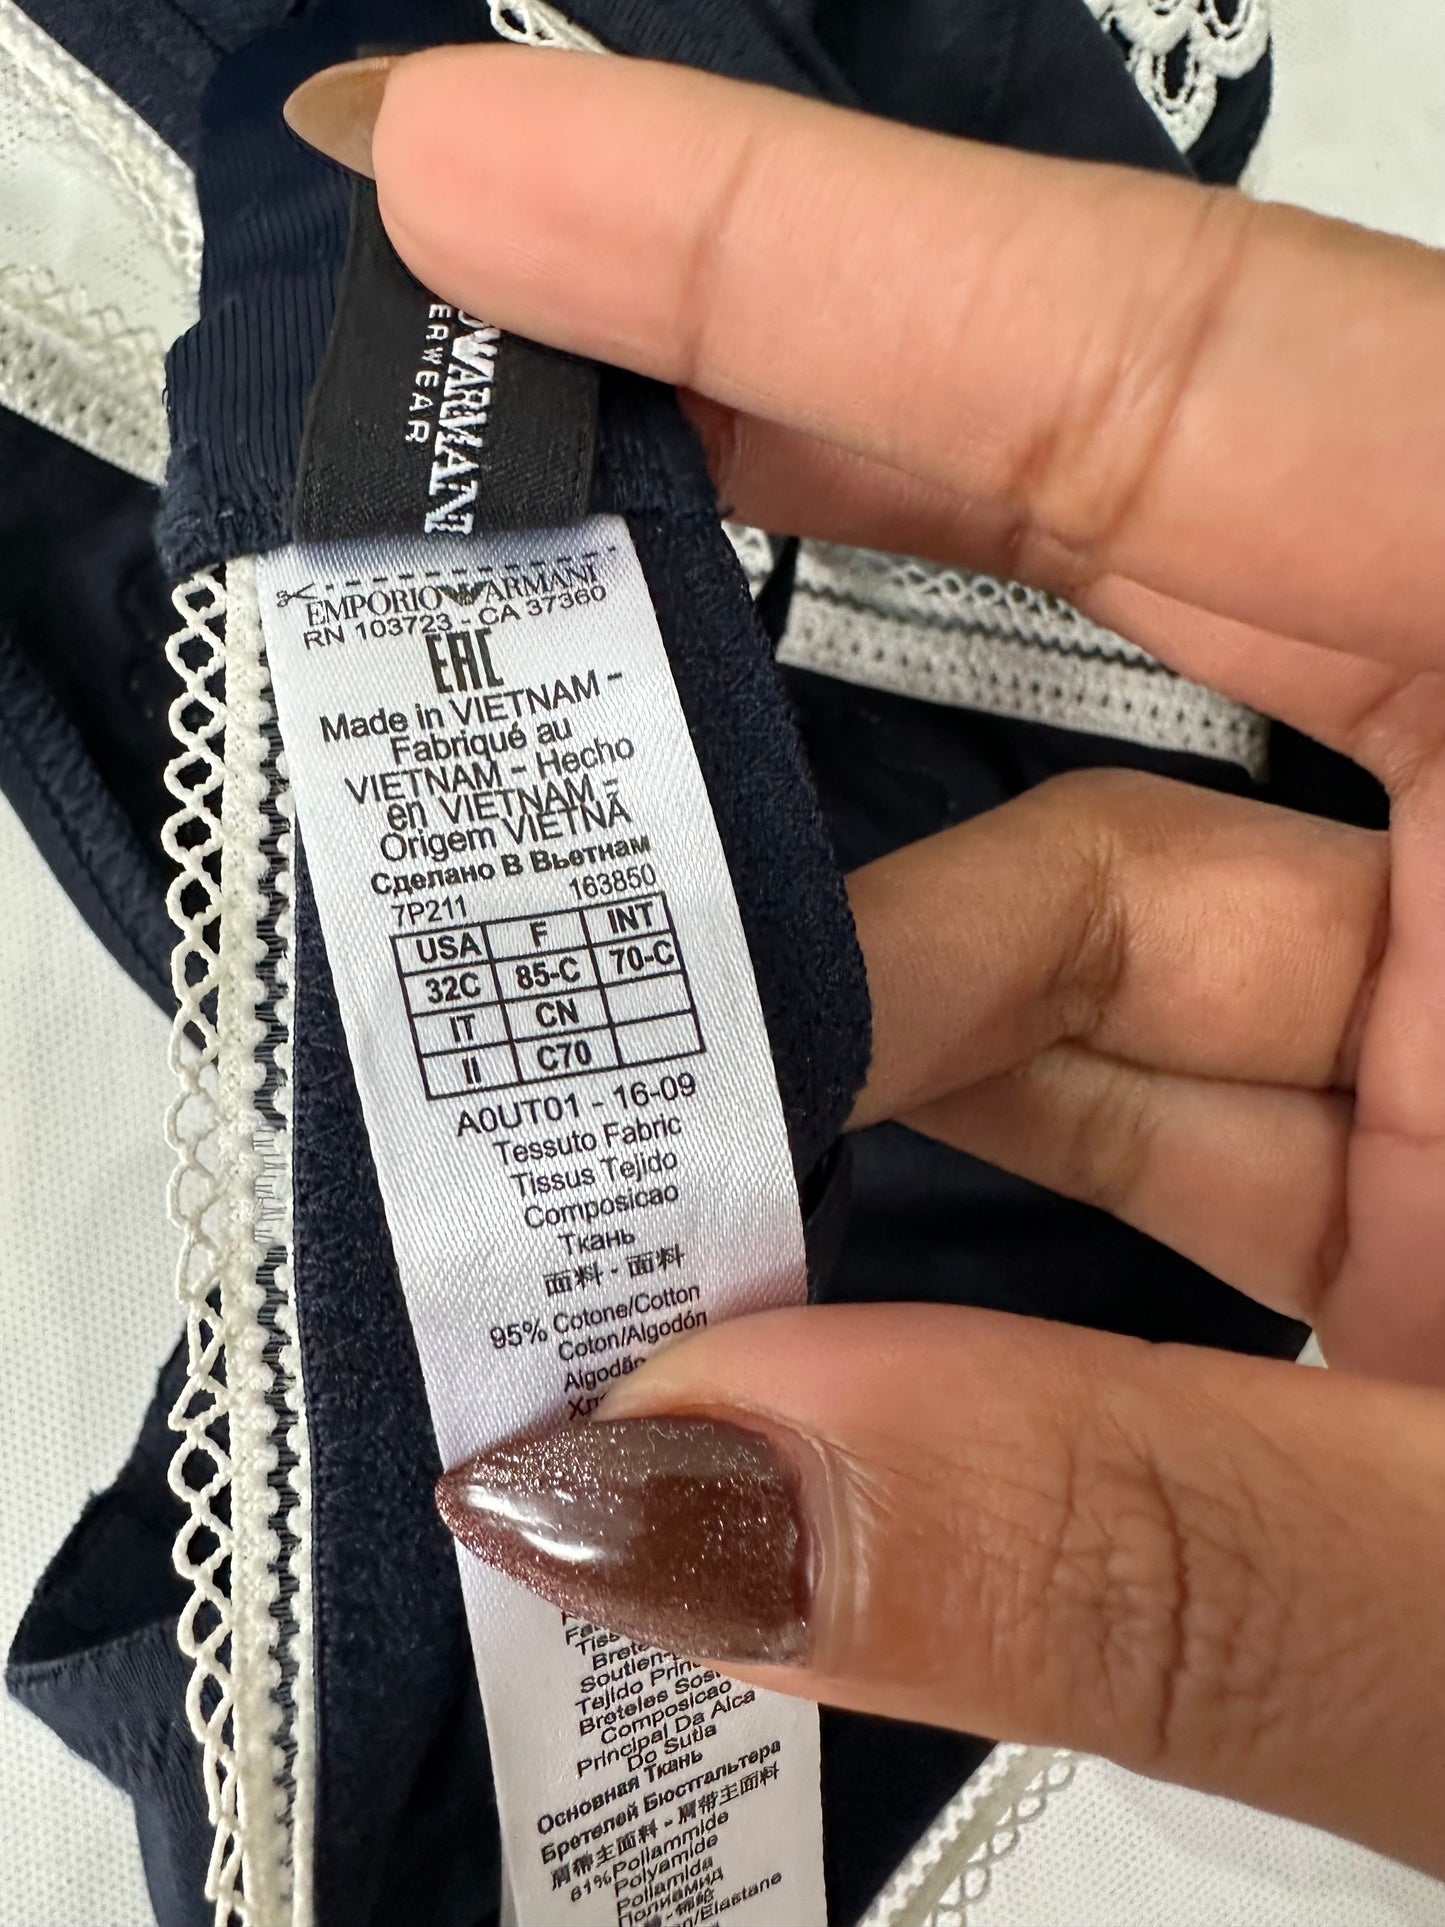 ARMANI
ERWEAR
EMPORIO ARMANI
RN 103723 - CA 37360
EAC
Made in VIETNAM -
Fabriqué au
VIETNAM - Hecho
en VIETNAM -
Origem VIETNÃ
Сделано В Вьетнам
7P211 163850
USA F INT
32C 85-C 70-C
IT CN
II C70
A0UT01 - 16-09
Tessuto Fabric
Tissus Tejido
Composicao
Ткань
面料 - 面料
95% Cotone/Cotton
Coton/Algodón
Soutien-
Tejido
Breteles
Composicao
Principal Da Alca
Do Sutia
Основная Ткань
Бретелей Бюстгальтера
肩带主面料 - 肩带主面料
81% Poliammide
Polyamide
Poliamida
Полиамид
/Elastane